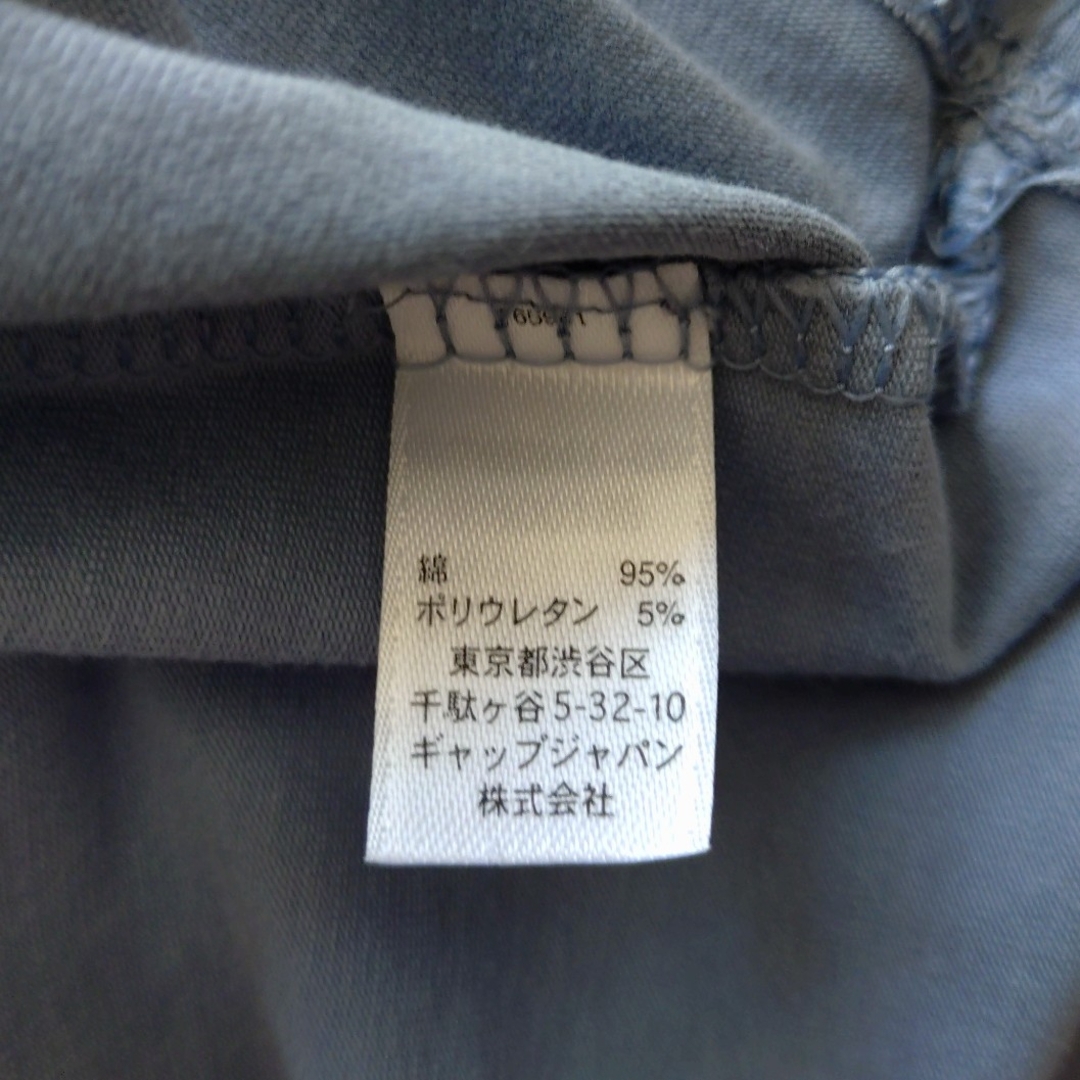 綿 95%
ポリウレタン 5%
東京都渋谷区
千駄ヶ谷5-32-10
ギャップジャパン
株式会社